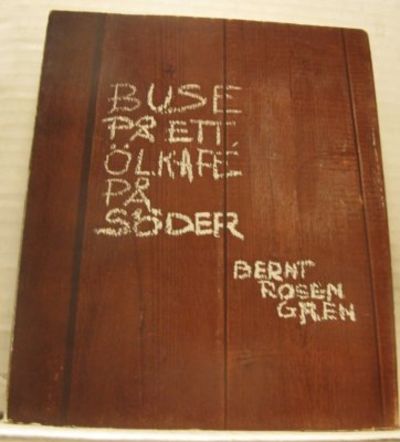 BUSE
PÅ ETT
ÖLKAFÉ
PÅ
SÖDER
BERNT
ROSEN
GREN